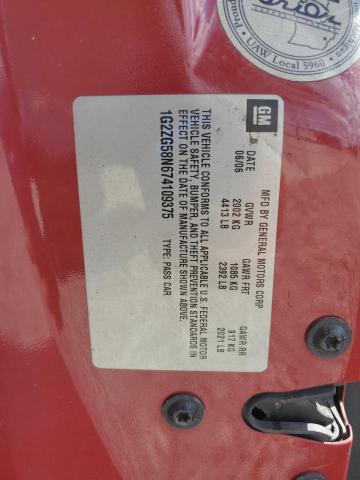 GM
MFD BY GENERAL MOTORS CORP
DATE GVWR GAWR FRT GAWR RR
06/06 2002 KG 1085 KG 917 KG
4413 LB 2392 LB 2021 LB
THIS VEHICLE CONFORMS TO ALL APPLICABLE U.S. FEDERAL MOTOR
VEHICLE SAFETY, BUMPER, AND THEFT PREVENTION STANDARDS IN
EFFECT ON THE DATE OF MANUFACTURE SHOWN ABOVE.
1G2ZG58N674109375 TYPE: PASS CAR
UAW Local 5960